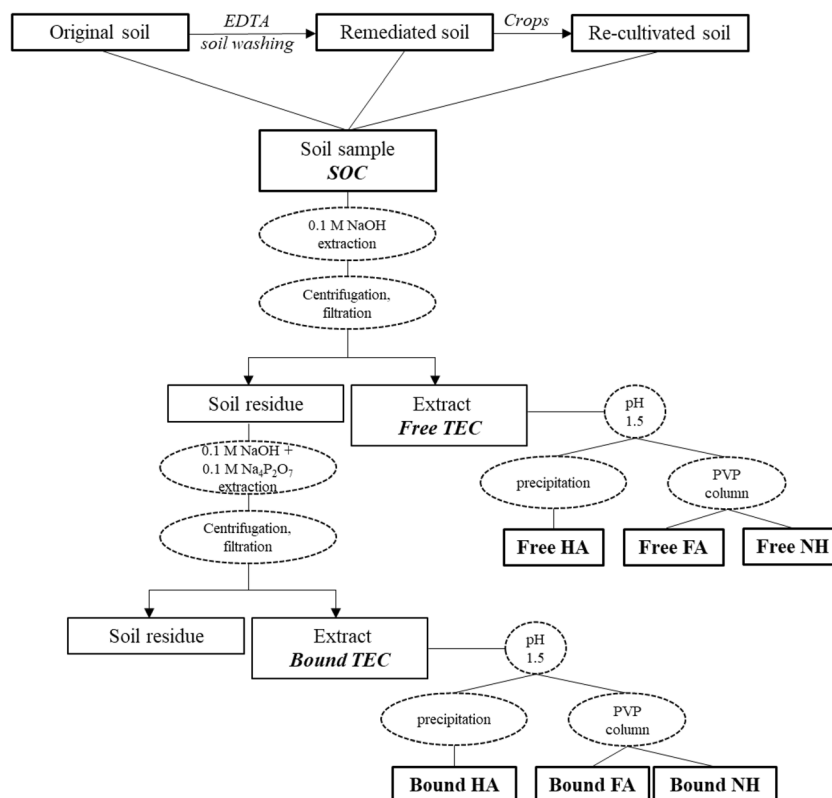 Original soil
EDTA
soil washing
Remediated soil
Crops
Re-cultivated soil
Soil sample
SOC
0.1 M NaOH
extraction
Centrifugation,
filtration
Soil residue
Extract
Free TEC
pH
1.5
0.1 M NaOH +
0.1 M Na₄P₂O₇
extraction
precipitation
PVP
column
Centrifugation,
filtration
Free HA
Free FA
Free NH
Soil residue
Extract
Bound TEC
pH
1.5
precipitation
PVP
column
Bound HA
Bound FA
Bound NH